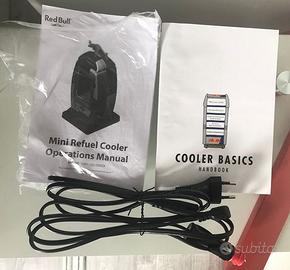 Red Bull
Mini Refuel Cooler
Operations Manual
COOLER BASICS
HANDBOOK
subito